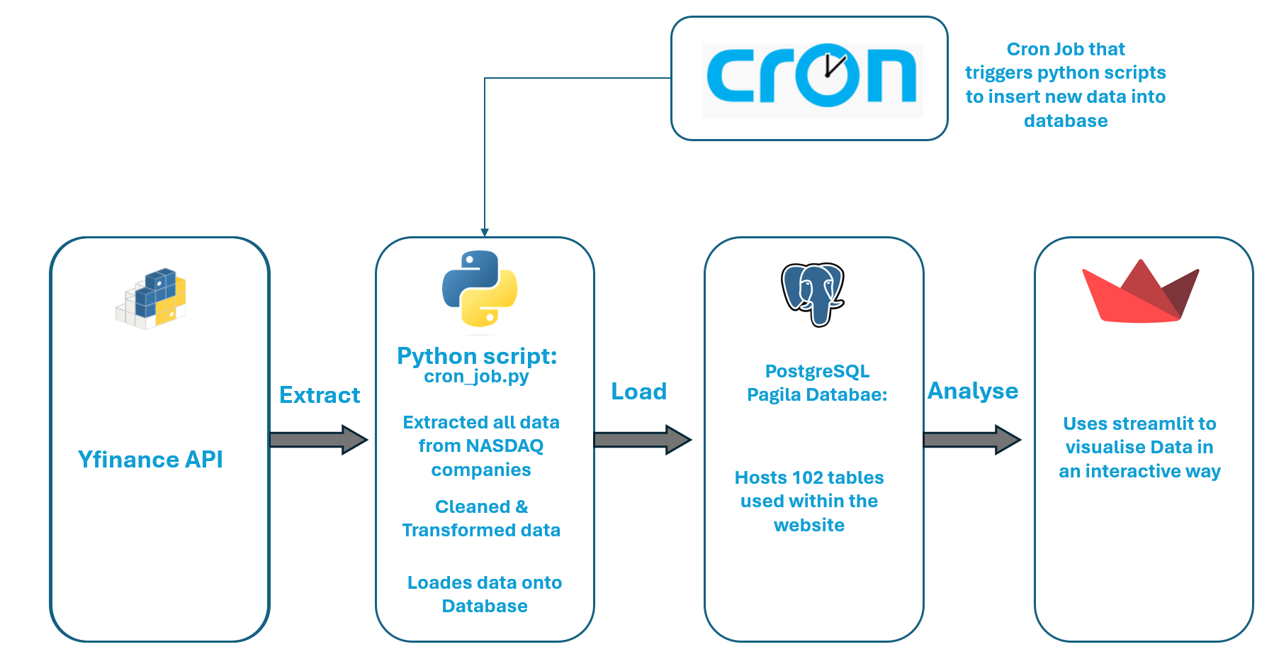 cron
Cron Job that
triggers python scripts
to insert new data into
database
Yfinance API
Extract
Python script:
cron_job.py
Extracted all data
from NASDAQ
companies
Cleaned &
Transformed data
Loades data onto
Database
Load
PostgreSQL
Pagila Databae:
Hosts 102 tables
used within the
website
Analyse
Uses streamlit to
visualise Data in
an interactive way